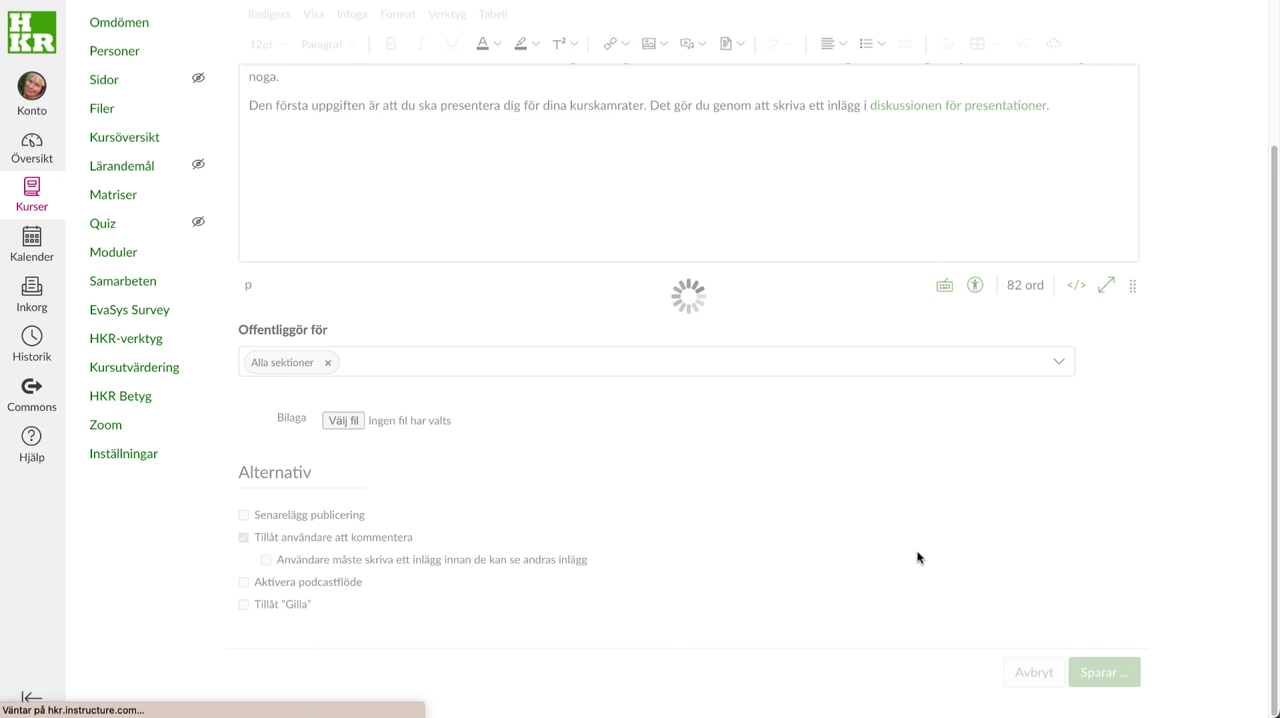 HKR
Konto
Översikt
Kurser
Kalender
Inkorg
Historik
Commons
Hjälp
Omdömen
Personer
Sidor
Filer
Kursöversikt
Lärandemål
Matriser
Quiz
Moduler
Samarbeten
EvaSys Survey
HKR-verktyg
Kursutvärdering
HKR Betyg
Zoom
Inställningar
Redigera Visa Infoga Format Verktyg Tabell
12pt Paragraf B I U A T²
noga.
Den första uppgiften är att du ska presentera dig för dina kurskamrater. Det gör du genom att skriva ett inlägg i diskussionen för presentationer.
p 82 ord </>
Offentliggör för
Alla sektioner ×
Bilaga Välj fil Ingen fil har valts
Alternativ
Senarelägg publicering
Tillåt användare att kommentera
Användare måste skriva ett inlägg innan de kan se andras inlägg
Aktivera podcastflöde
Tillåt "Gilla"
Avbryt Sparar ...
Väntar på hkr.instructure.com...